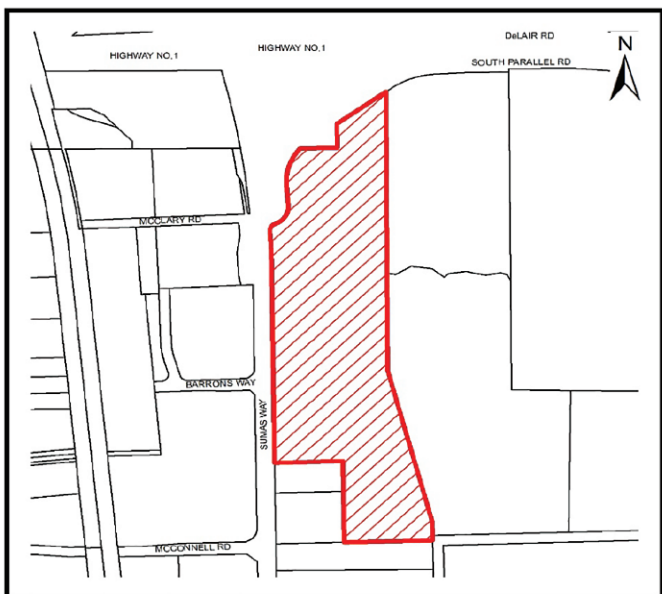 DeLAIR RD
HIGHWAY NO.1
HIGHWAY NO.1
SOUTH PARALLEL RD
N
MCCLARY RD
BARRONS WAY
SUMAS WAY
MCCONNELL RD